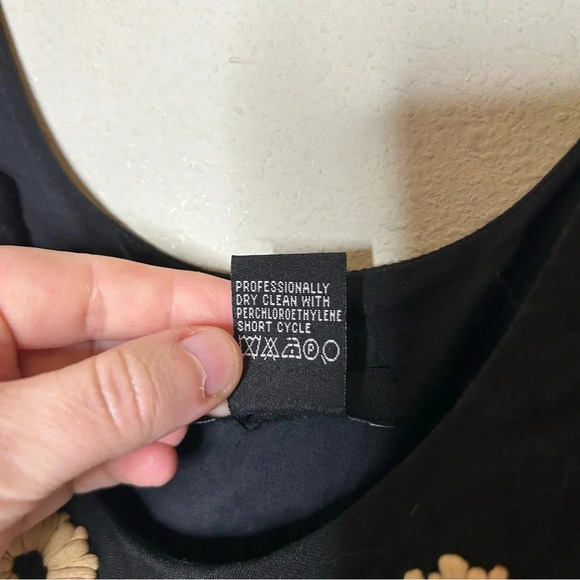 PROFESSIONALLY
DRY CLEAN WITH
PERCHLOROETHYLENE
SHORT CYCLE
P